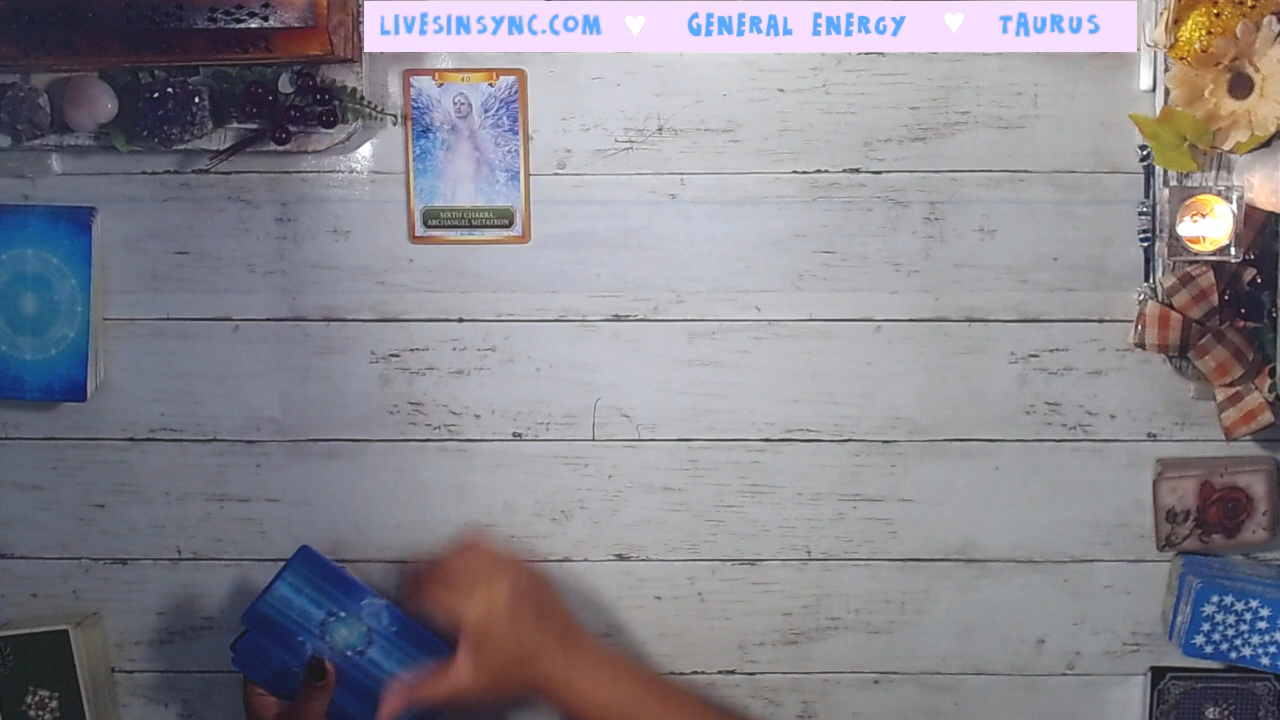 LIVESINSYNC.COM ♥ GENERAL ENERGY ♥ TAURUS
40
SIXTH CHAKRA,
ARCHANGEL METATRON